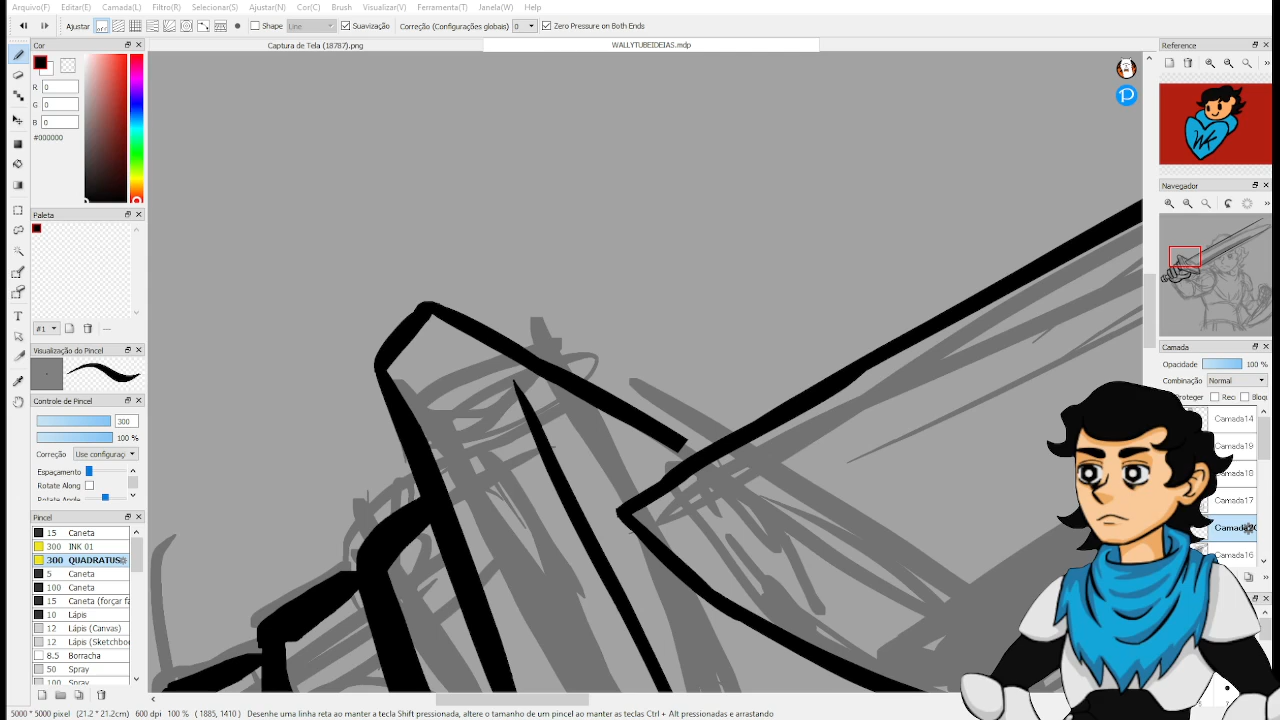 Arquivo(F) Editar(E) Camada(L) Filtro(R) Selecionar(S) Ajustar(N) Cor(C) Brush Visualizar(V) Ferramenta(T) Janela(W) Help
Ajustar Shape Line Suavização Correção (Configurações globais) 0 Zero Pressure on Both Ends
Cor
Captura de Tela (18787).png
WALLYTUBEIDEIAS.mdp
Reference
R 0
G 0
B 0
#000000
Navegador
Paleta
#1
Camada
Visualização do Pincel
Opacidade 100 %
Combinação Normal
Proteger Rec Bloq
Camada14
Camada19
Camada18
Camada17
Camada16
Controle de Pincel
300
100 %
Correção Use configuraç
Espaçamento
Rotate Along
Rotate Angle
Pincel
15 Caneta
300 INK 01
300 QUADRATUS
5 Caneta
100 Caneta
15 Caneta (forçar fa
10 Lápis
12 Lápis (Canvas)
12 Lápis (Sketchboo
8.5 Borracha
50 Spray
100 Spray
5000 * 5000 pixel (21.2 * 21.2cm) 600 dpi 100 % ( 1885, 1410 ) Desenhe uma linha reta ao manter a tecla Shift pressionada, altere o tamanho de um pincel ao manter as teclas Ctrl + Alt pressionadas e arrastando